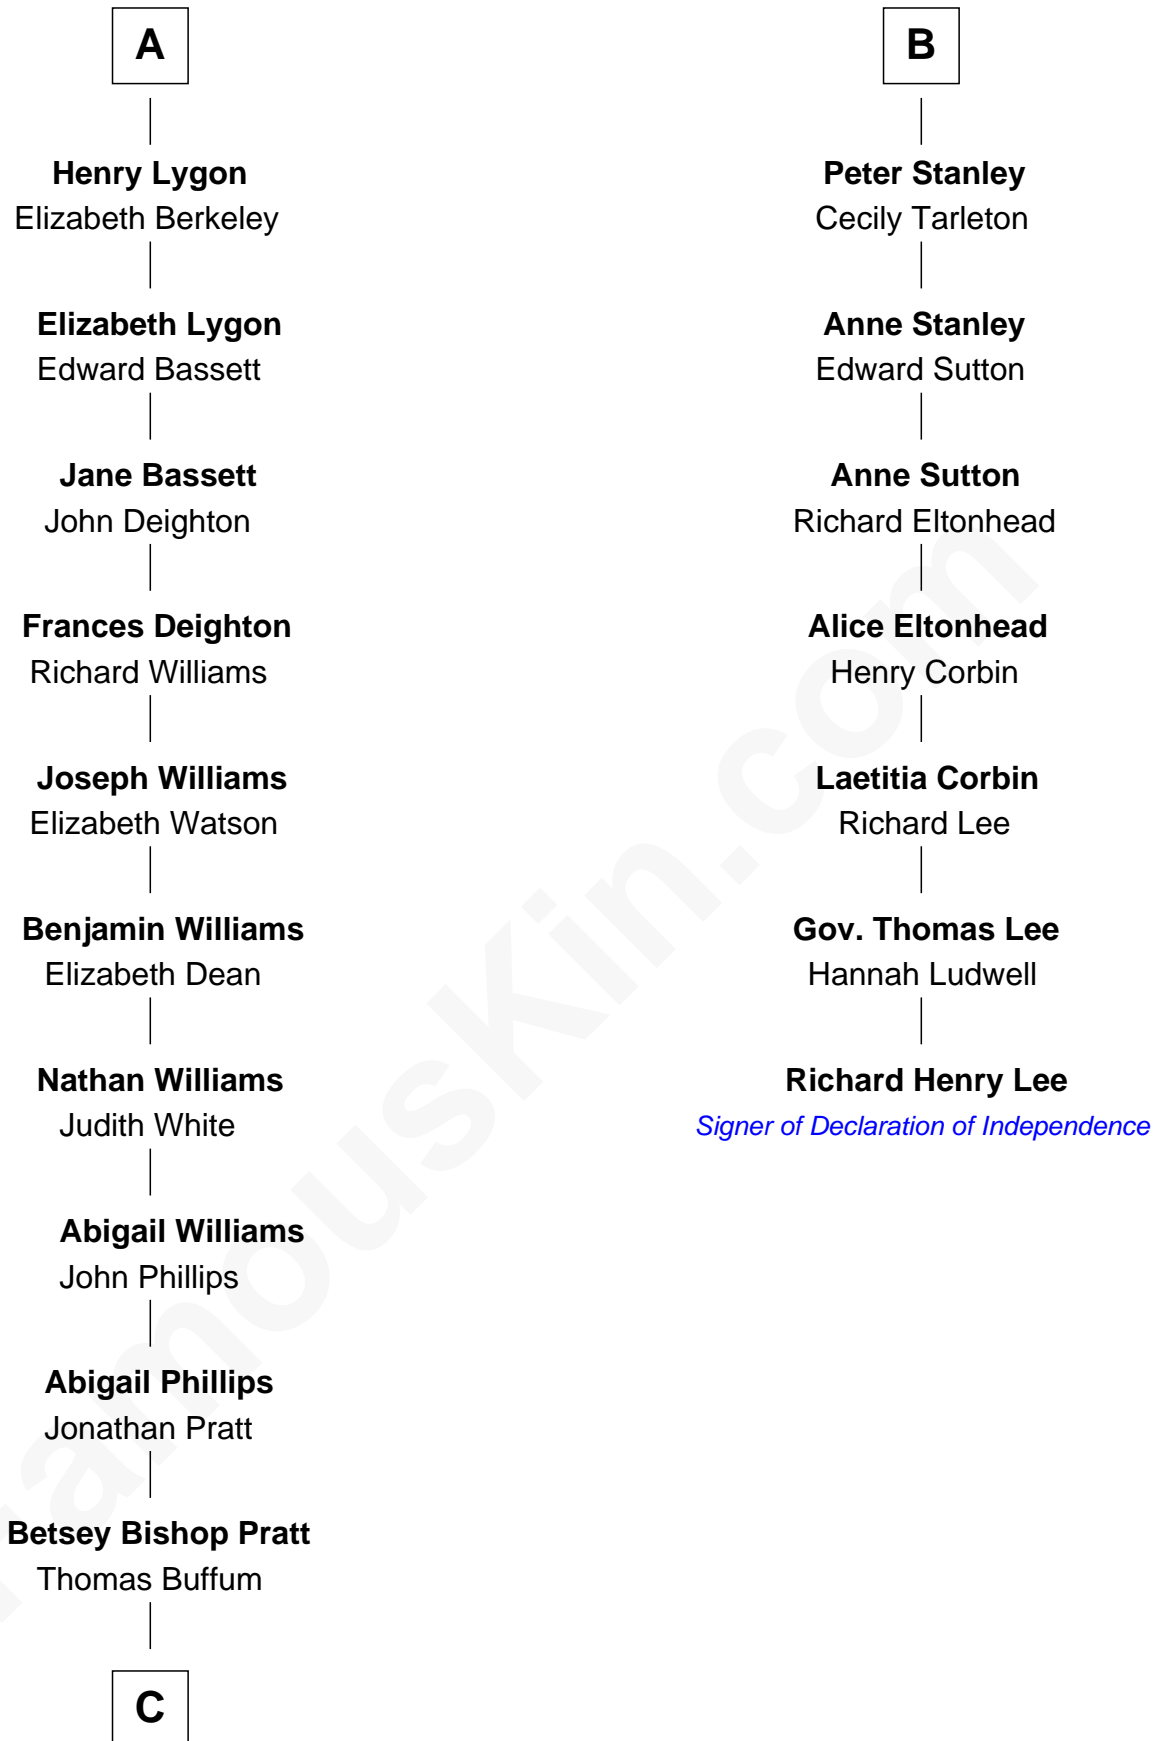 A
Henry Lygon
Elizabeth Berkeley
Elizabeth Lygon
Edward Bassett
Jane Bassett
John Deighton
Frances Deighton
Richard Williams
Joseph Williams
Elizabeth Watson
Benjamin Williams
Elizabeth Dean
Nathan Williams
Judith White
Abigail Williams
John Phillips
Abigail Phillips
Jonathan Pratt
Betsey Bishop Pratt
Thomas Buffum
C
B
Peter Stanley
Cecily Tarleton
Anne Stanley
Edward Sutton
Anne Sutton
Richard Eltonhead
Alice Eltonhead
Henry Corbin
Laetitia Corbin
Richard Lee
Gov. Thomas Lee
Hannah Ludwell
Richard Henry Lee
Signer of Declaration of Independence
FamousKin.com